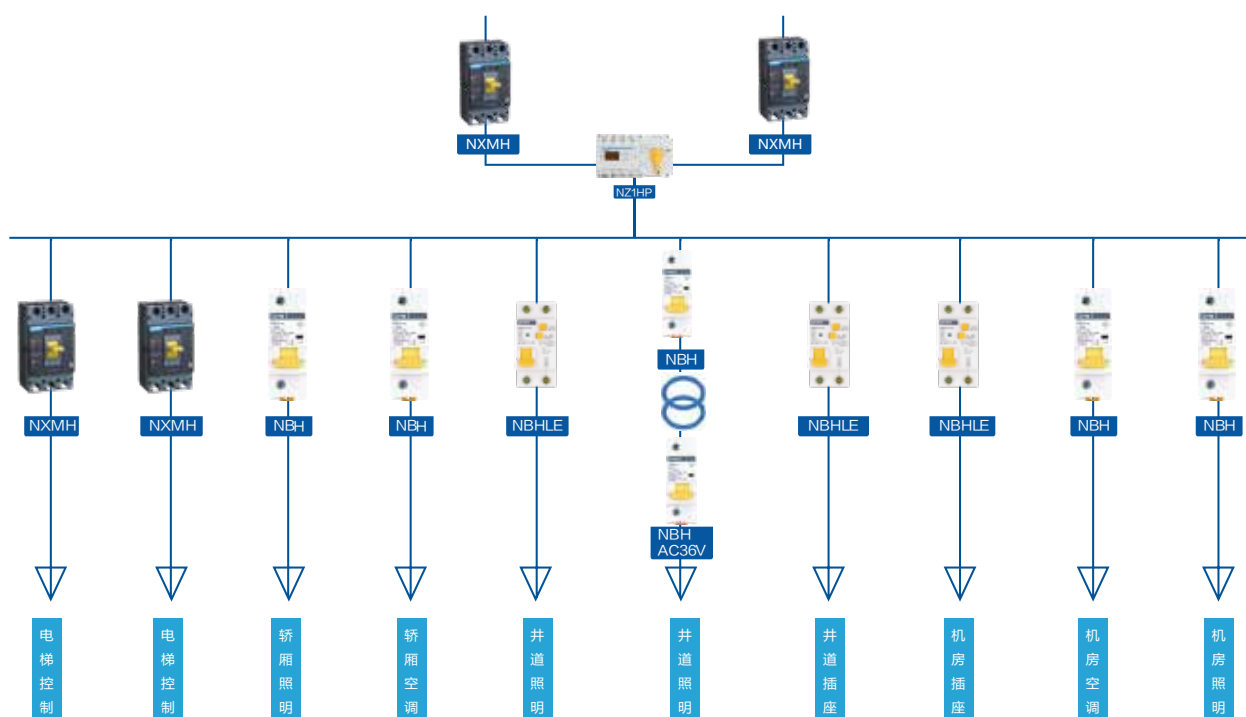 NXMH
NXMH
NZ1HP
NBH
NXMH
NXMH
NBH
NBH
NBHLE
NBHLE
NBHLE
NBH
NBH
NBH
AC36V
电梯控制
电梯控制
轿厢照明
轿厢空调
井道照明
井道照明
井道插座
机房插座
机房空调
机房照明